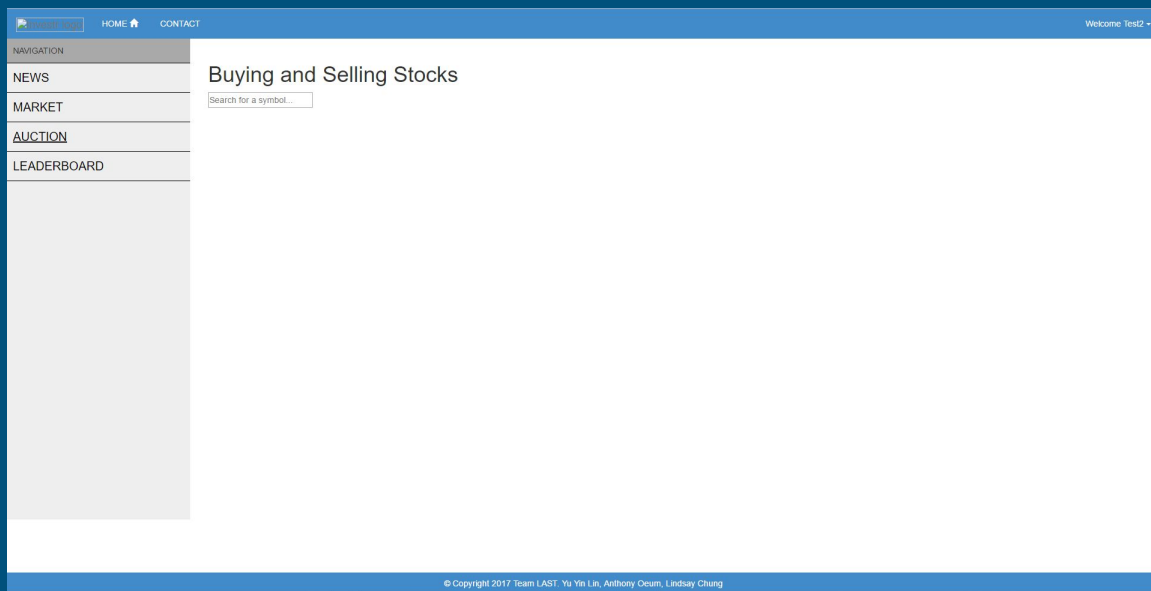 HOME
CONTACT
Welcome Test2
NAVIGATION
NEWS
MARKET
AUCTION
LEADERBOARD
Buying and Selling Stocks
Search for a symbol...
© Copyright 2017 Team LAST. Yu Yin Lin, Anthony Oeum, Lindsay Chung